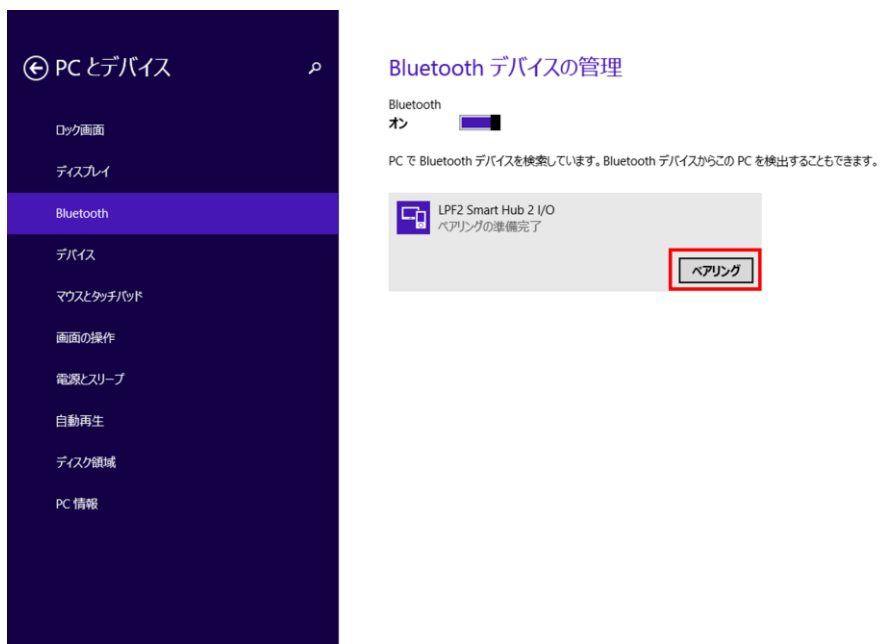 PC とデバイス
ロック画面
ディスプレイ
Bluetooth
デバイス
マウスとタッチパッド
画面の操作
電源とスリープ
自動再生
ディスク領域
PC 情報
Bluetooth デバイスの管理
Bluetooth
オン
PC で Bluetooth デバイスを検索しています。Bluetooth デバイスからこの PC を検出することもできます。
LPF2 Smart Hub 2 I/O
ペアリングの準備完了
ペアリング